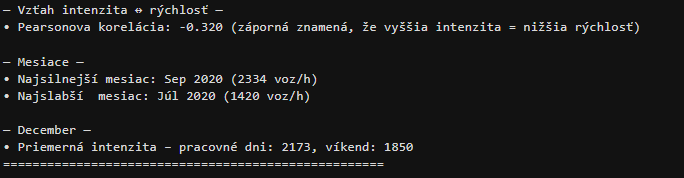 — Vzťah intenzita ↔ rýchlosť —
• Pearsonova korelácia: -0.320 (záporná znamená, že vyššia intenzita = nižšia rýchlosť)
— Mesiace —
• Najsilnejší mesiac: Sep 2020 (2334 voz/h)
• Najslabší  mesiac: Júl 2020 (1420 voz/h)
— December —
• Priemerná intenzita – pracovné dni: 2173, víkend: 1850
====================================================